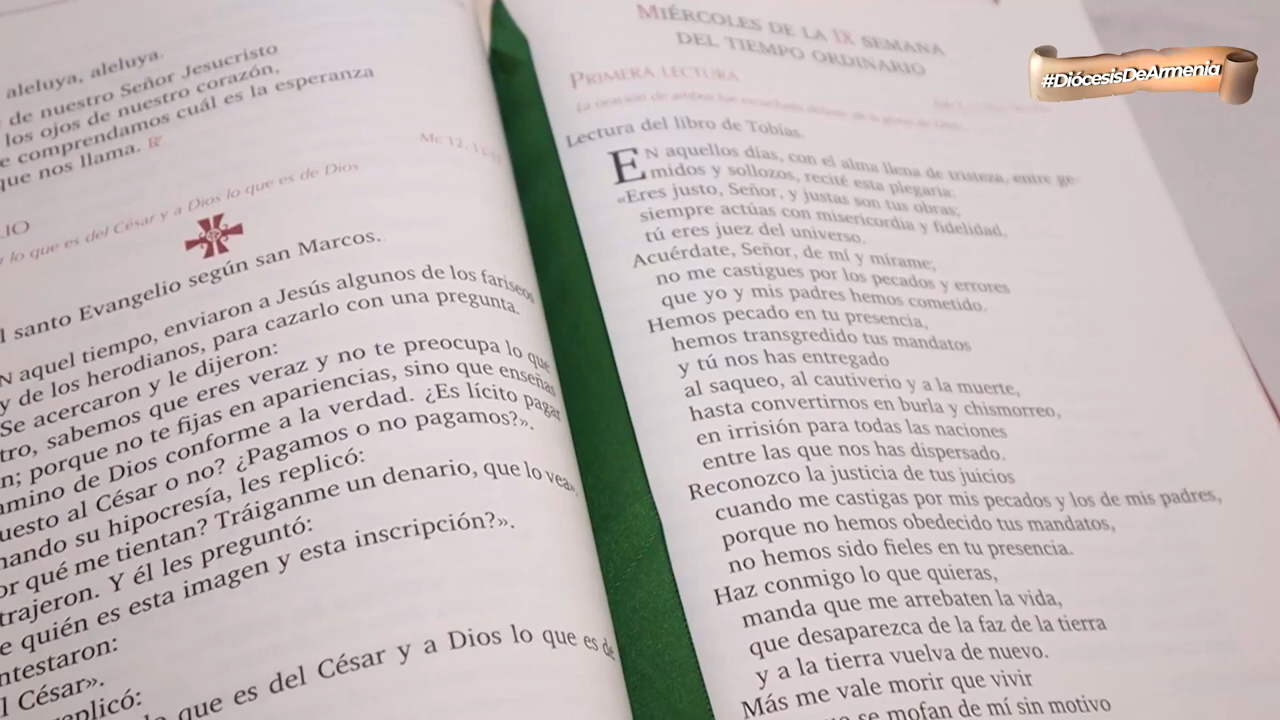 aleluya, aleluya.
de nuestro Señor Jesucristo
los ojos de nuestro corazón,
e comprendamos cuál es la esperanza
que nos llama. ℟
Mc 12, 13-17
IO
lo que es del César y a Dios lo que es de Dios
l santo Evangelio según san Marcos.
N aquel tiempo, enviaron a Jesús algunos de los fariseos
y de los herodianos, para cazarlo con una pregunta.
Se acercaron y le dijeron:
tro, sabemos que eres veraz y no te preocupa lo que
n; porque no te fijas en apariencias, sino que enseñas
amino de Dios conforme a la verdad. ¿Es lícito pagar
uesto al César o no? ¿Pagamos o no pagamos?».
nando su hipocresía, les replicó:
or qué me tientan? Tráiganme un denario, que lo vea».
trajeron. Y él les preguntó:
e quién es esta imagen y esta inscripción?».
ntestaron:
l César».
replicó:
que es del César y a Dios lo que es de
MIÉRCOLES DE LA IX SEMANA
DEL TIEMPO ORDINARIO
PRIMERA LECTURA
Lectura del libro de Tobías.
EN aquellos días, con el alma llena de tristeza, entre ge-
midos y sollozos, recité esta plegaria:
«Eres justo, Señor, y justas son tus obras;
siempre actúas con misericordia y fidelidad,
tú eres juez del universo.
Acuérdate, Señor, de mí y mírame;
no me castigues por los pecados y errores
que yo y mis padres hemos cometido.
Hemos pecado en tu presencia,
hemos transgredido tus mandatos
y tú nos has entregado
al saqueo, al cautiverio y a la muerte,
hasta convertirnos en burla y chismorreo,
en irrisión para todas las naciones
entre las que nos has dispersado.
Reconozco la justicia de tus juicios
cuando me castigas por mis pecados y los de mis padres,
porque no hemos obedecido tus mandatos,
no hemos sido fieles en tu presencia.
Haz conmigo lo que quieras,
manda que me arrebaten la vida,
que desaparezca de la faz de la tierra
y a la tierra vuelva de nuevo.
Más me vale morir que vivir
se mofan de mí sin motivo
#DiócesisDeArmenia